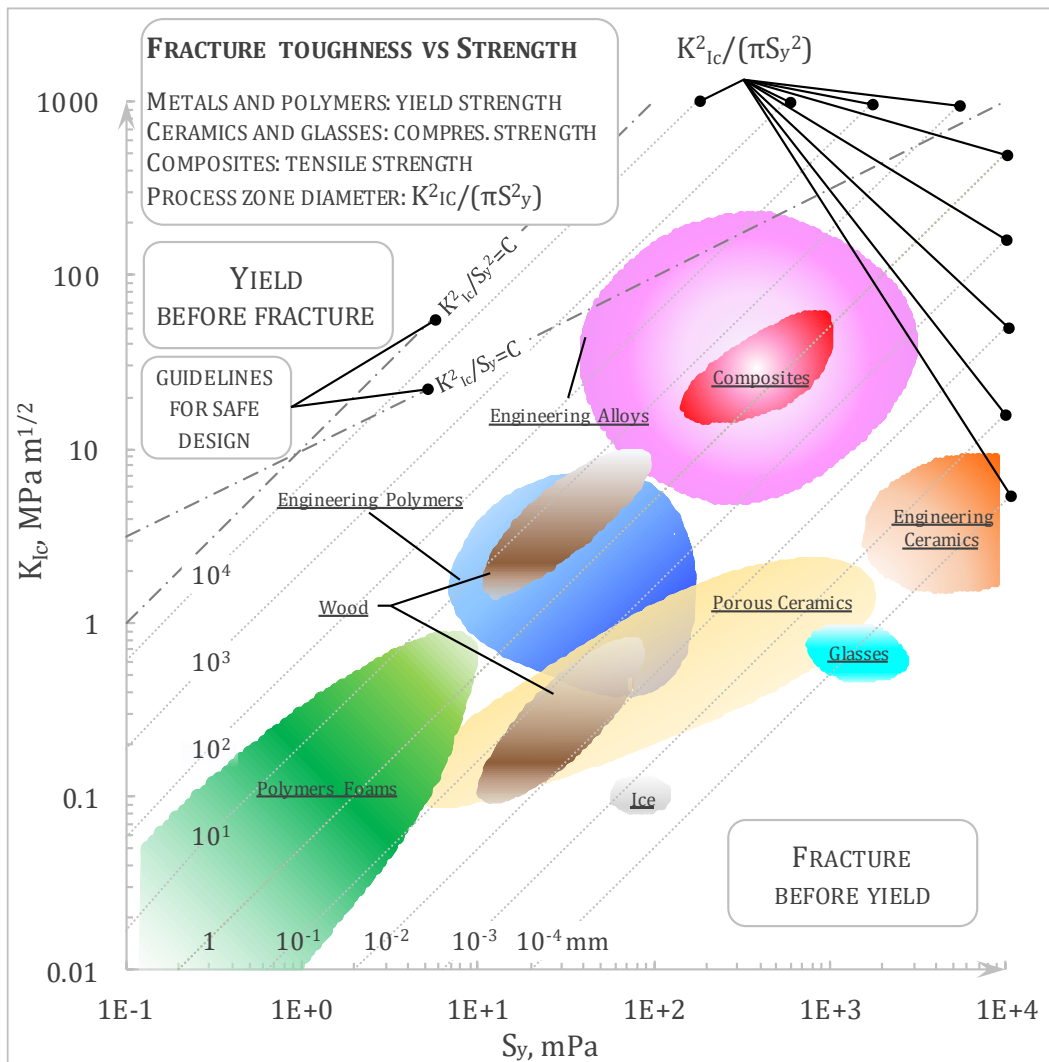 FRACTURE TOUGHNESS VS STRENGTH
METALS AND POLYMERS: YIELD STRENGTH
CERAMICS AND GLASSES: COMPRES. STRENGTH
COMPOSITES: TENSILE STRENGTH
PROCESS ZONE DIAMETER: K²IC/(πS²y)
K²Ic/(πSy²)
YIELD
BEFORE FRACTURE
GUIDELINES
FOR SAFE
DESIGN
K²Ic/Sy²=C
K²Ic/Sy=C
Engineering Alloys
Composites
Engineering Polymers
Engineering
Ceramics
Wood
Porous Ceramics
Glasses
Polymers Foams
Ice
FRACTURE
BEFORE YIELD
10⁴
10³
10²
10¹
1
10⁻¹
10⁻²
10⁻³
10⁻⁴ mm
KIc, MPa m^1/2
1000
100
10
1
0.1
0.01
1E-1
1E+0
1E+1
1E+2
1E+3
1E+4
Sy, mPa